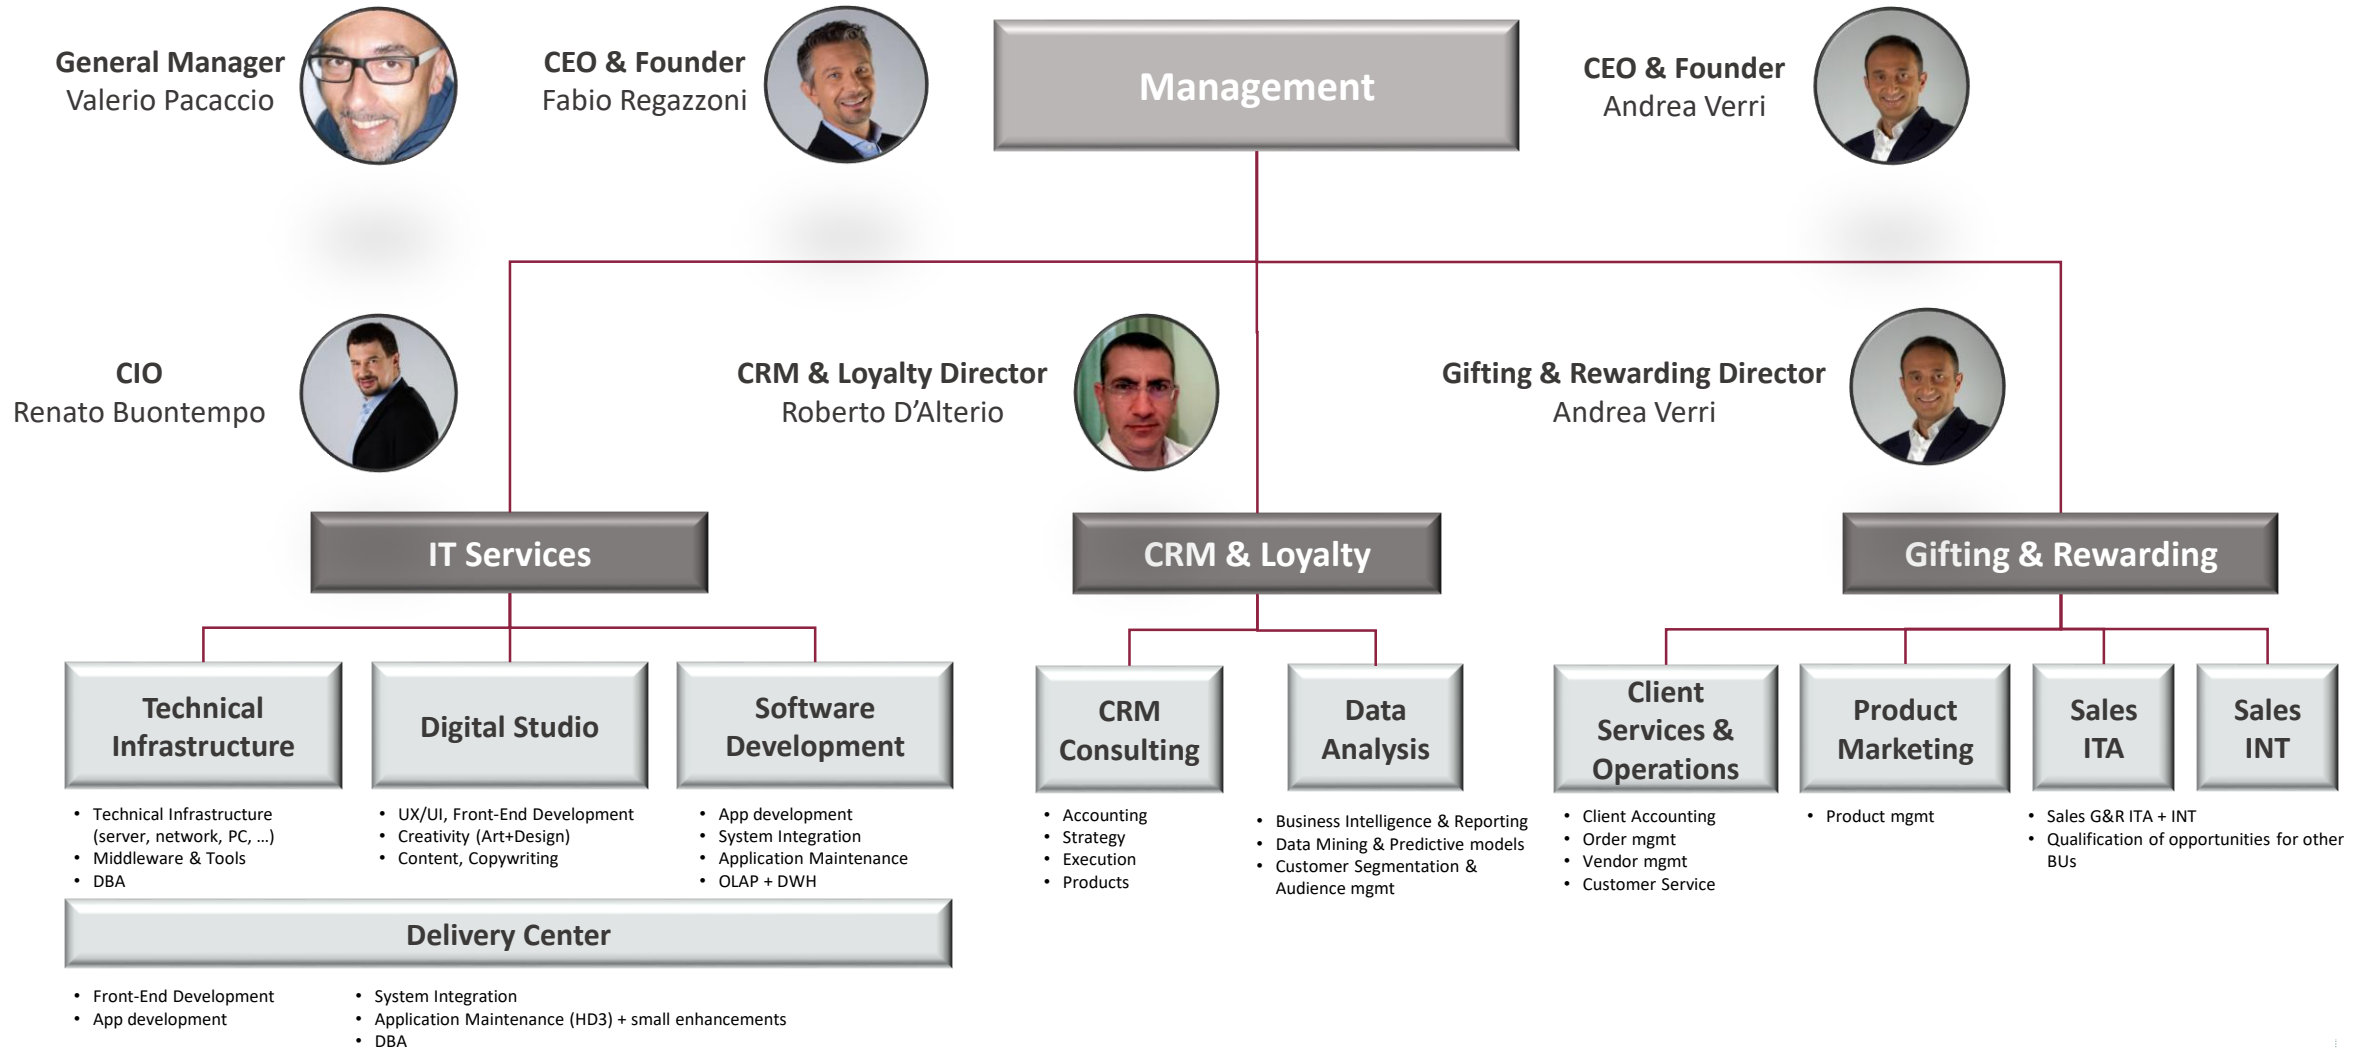 General Manager
Valerio Pacaccio
CEO & Founder
Fabio Regazzoni
Management
CEO & Founder
Andrea Verri
CIO
Renato Buontempo
CRM & Loyalty Director
Roberto D’Alterio
Gifting & Rewarding Director
Andrea Verri
IT Services
CRM & Loyalty
Gifting & Rewarding
Technical
Infrastructure
Digital Studio
Software
Development
CRM
Consulting
Data
Analysis
Client
Services &
Operations
Product
Marketing
Sales
ITA
Sales
INT
• Technical Infrastructure
(server, network, PC, …)
• Middleware & Tools
• DBA
• UX/UI, Front-End Development
• Creativity (Art+Design)
• Content, Copywriting
• App development
• System Integration
• Application Maintenance
• OLAP + DWH
• Accounting
• Strategy
• Execution
• Products
• Business Intelligence & Reporting
• Data Mining & Predictive models
• Customer Segmentation &
Audience mgmt
• Client Accounting
• Order mgmt
• Vendor mgmt
• Customer Service
• Product mgmt
• Sales G&R ITA + INT
• Qualification of opportunities for other
BUs
Delivery Center
• Front-End Development
• App development
• System Integration
• Application Maintenance (HD3) + small enhancements
• DBA